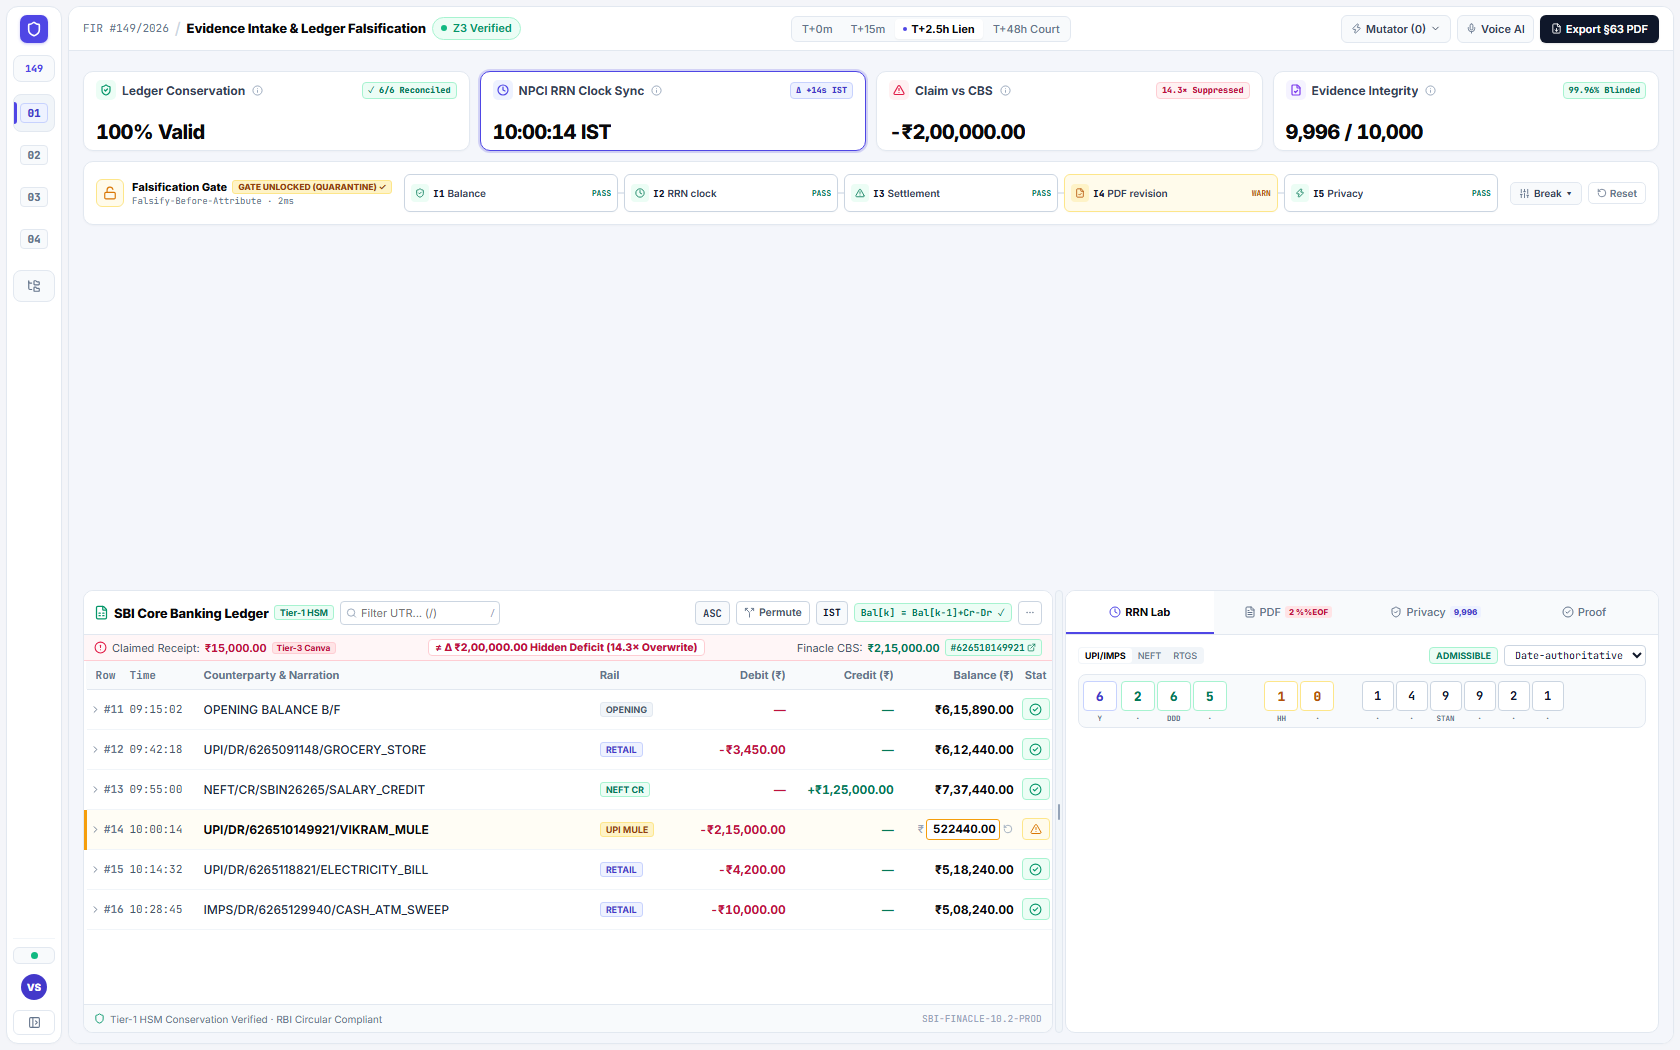 FIR #149/2026 / Evidence Intake & Ledger Falsification Z3 Verified
T+0m T+15m • T+2.5h Lien T+48h Court
Mutator (0) Voice AI Export §63 PDF
149
01
02
03
04
VS
Ledger Conservation ✓ 6/6 Reconciled
100% Valid
NPCI RRN Clock Sync Δ +14s IST
10:00:14 IST
Claim vs CBS 14.3× Suppressed
-₹2,00,000.00
Evidence Integrity 99.96% Blinded
9,996 / 10,000
Falsification Gate GATE UNLOCKED (QUARANTINE) ✓
Falsify-Before-Attribute · 2ms
I1 Balance PASS
I2 RRN clock PASS
I3 Settlement PASS
I4 PDF revision WARN
I5 Privacy PASS
Break ▾ Reset
SBI Core Banking Ledger Tier-1 HSM Filter UTR... (/) / ASC Permute IST Bal[k] = Bal[k-1]+Cr-Dr ✓ ···
Claimed Receipt: ₹15,000.00 Tier-3 Canva ≠ Δ ₹2,00,000.00 Hidden Deficit (14.3× Overwrite) Finacle CBS: ₹2,15,000.00 #626510149921
Row Time Counterparty & Narration Rail Debit (₹) Credit (₹) Balance (₹) Stat
#11 09:15:02 OPENING BALANCE B/F OPENING — — ₹6,15,890.00
#12 09:42:18 UPI/DR/6265091148/GROCERY_STORE RETAIL -₹3,450.00 — ₹6,12,440.00
#13 09:55:00 NEFT/CR/SBIN26265/SALARY_CREDIT NEFT CR — +₹1,25,000.00 ₹7,37,440.00
#14 10:00:14 UPI/DR/626510149921/VIKRAM_MULE UPI MULE -₹2,15,000.00 — ₹ 522440.00
#15 10:14:32 UPI/DR/6265118821/ELECTRICITY_BILL RETAIL -₹4,200.00 — ₹5,18,240.00
#16 10:28:45 IMPS/DR/6265129940/CASH_ATM_SWEEP RETAIL -₹10,000.00 — ₹5,08,240.00
Tier-1 HSM Conservation Verified · RBI Circular Compliant SBI-FINACLE-10.2-PROD
RRN Lab PDF 2 %%EOF Privacy 9,996 Proof
UPI/IMPS NEFT RTGS ADMISSIBLE Date-authoritative
6 2 6 5 1 0 1 4 9 9 2 1
Y · DDD · HH · · · STAN · · ·